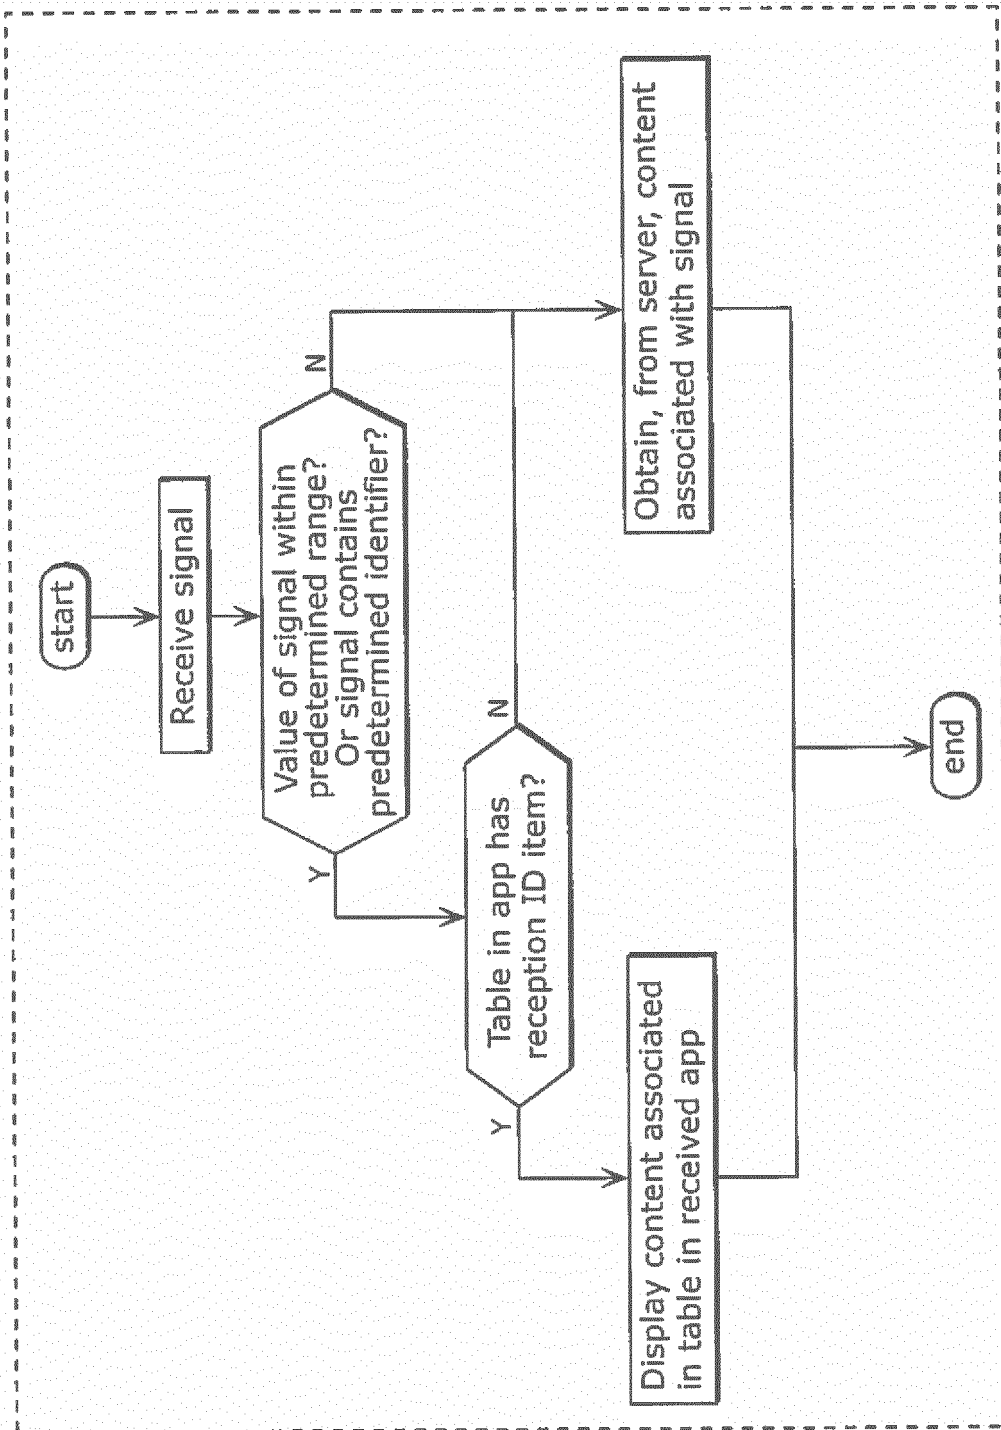 start
Receive signal
Value of signal within
predetermined range?
Or signal contains
predetermined identifier?
Y
N
Table in app has
reception ID item?
Y
N
Display content associated
in table in received app
Obtain, from server, content
associated with signal
end